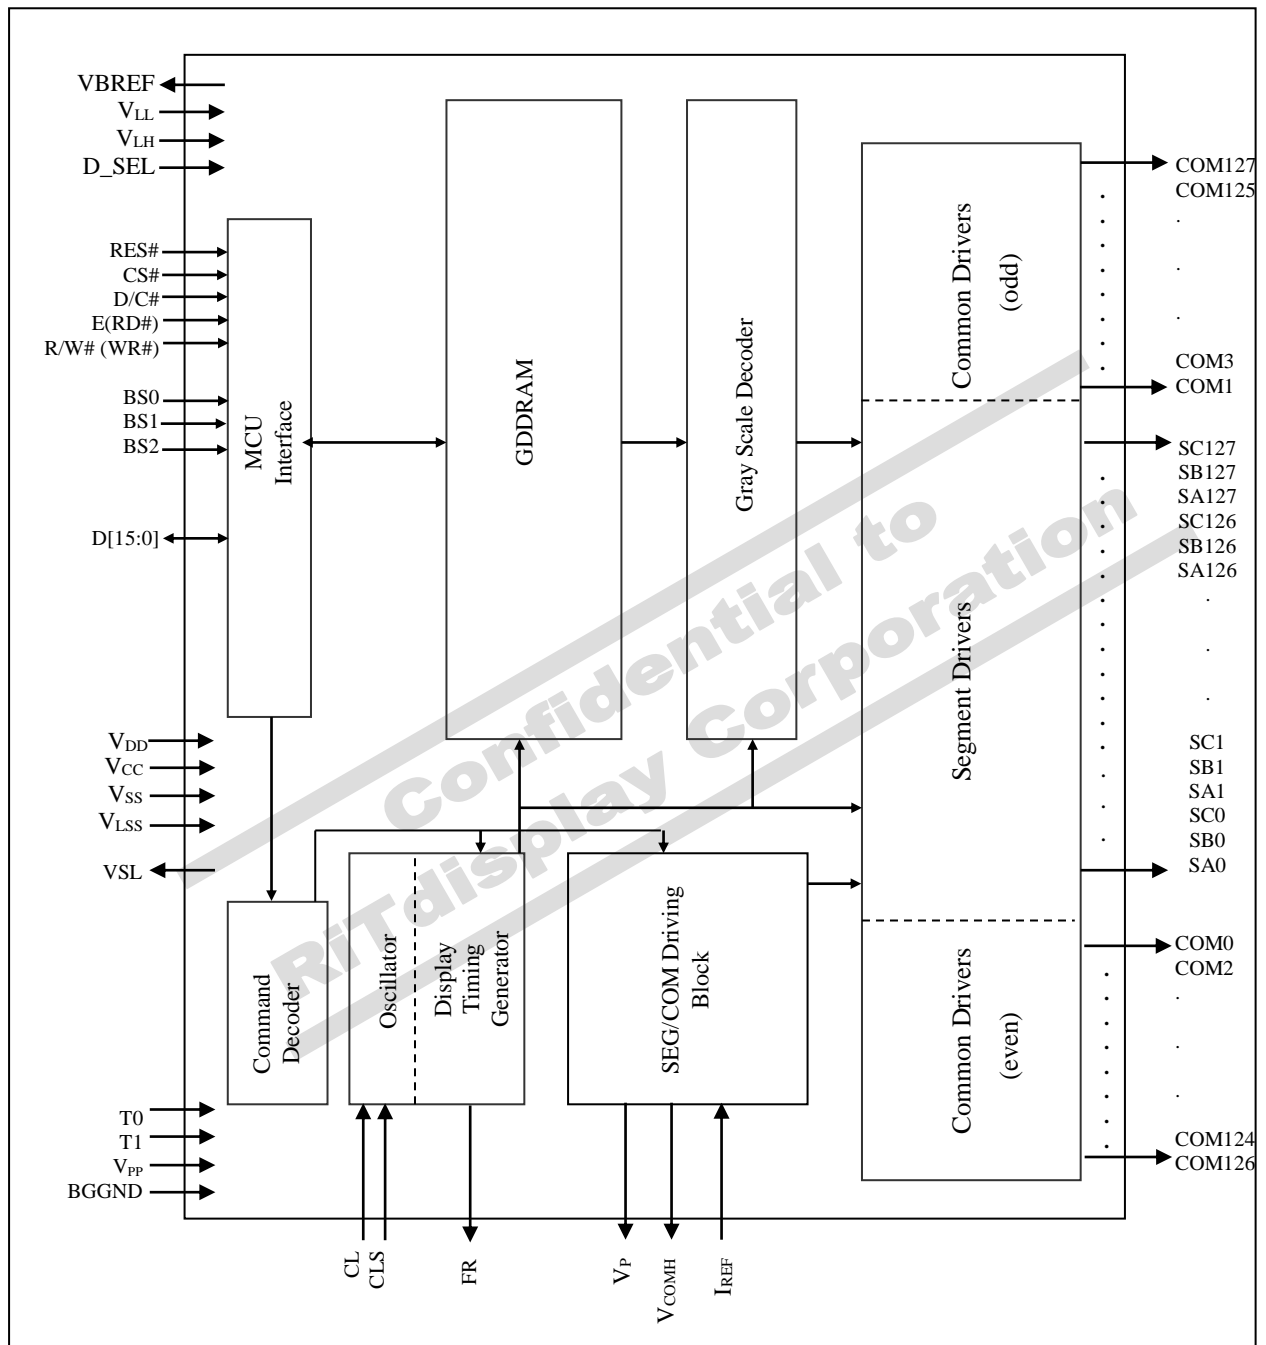 VBREF
VLL
VLH
D_SEL
RES#
CS#
D/C#
E(RD#)
R/W# (WR#)
BS0
BS1
BS2
D[15:0]
VDD
VCC
VSS
VLSS
VSL
T0
T1
VPP
BGGND
MCU
Interface
Command
Decoder
GDDRAM
Gray Scale Decoder
Oscillator
Display
Timing
Generator
SEG/COM Driving
Block
Common Drivers
(odd)
Segment Drivers
Common Drivers
(even)
CL
CLS
FR
VP
VCOMH
IREF
COM127
COM125
.
.
.
COM3
COM1
SC127
SB127
SA127
SC126
SB126
SA126
.
.
.
SC1
SB1
SA1
SC0
SB0
SA0
COM0
COM2
.
.
.
COM124
COM126
Confidential to
RiTdisplay Corporation